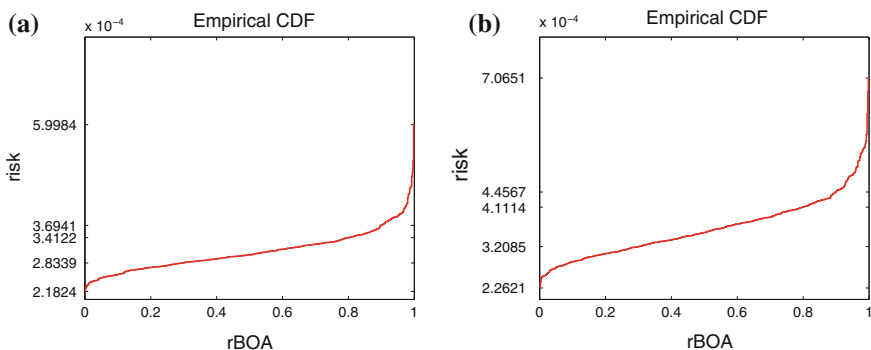 (a)
x 10⁻⁴
Empirical CDF
5.9984
3.6941
3.4122
2.8339
2.1824
risk
0 0.2 0.4 0.6 0.8 1
rBOA
(b)
x 10⁻⁴
Empirical CDF
7.0651
4.4567
4.1114
3.2085
2.2621
risk
0 0.2 0.4 0.6 0.8 1
rBOA